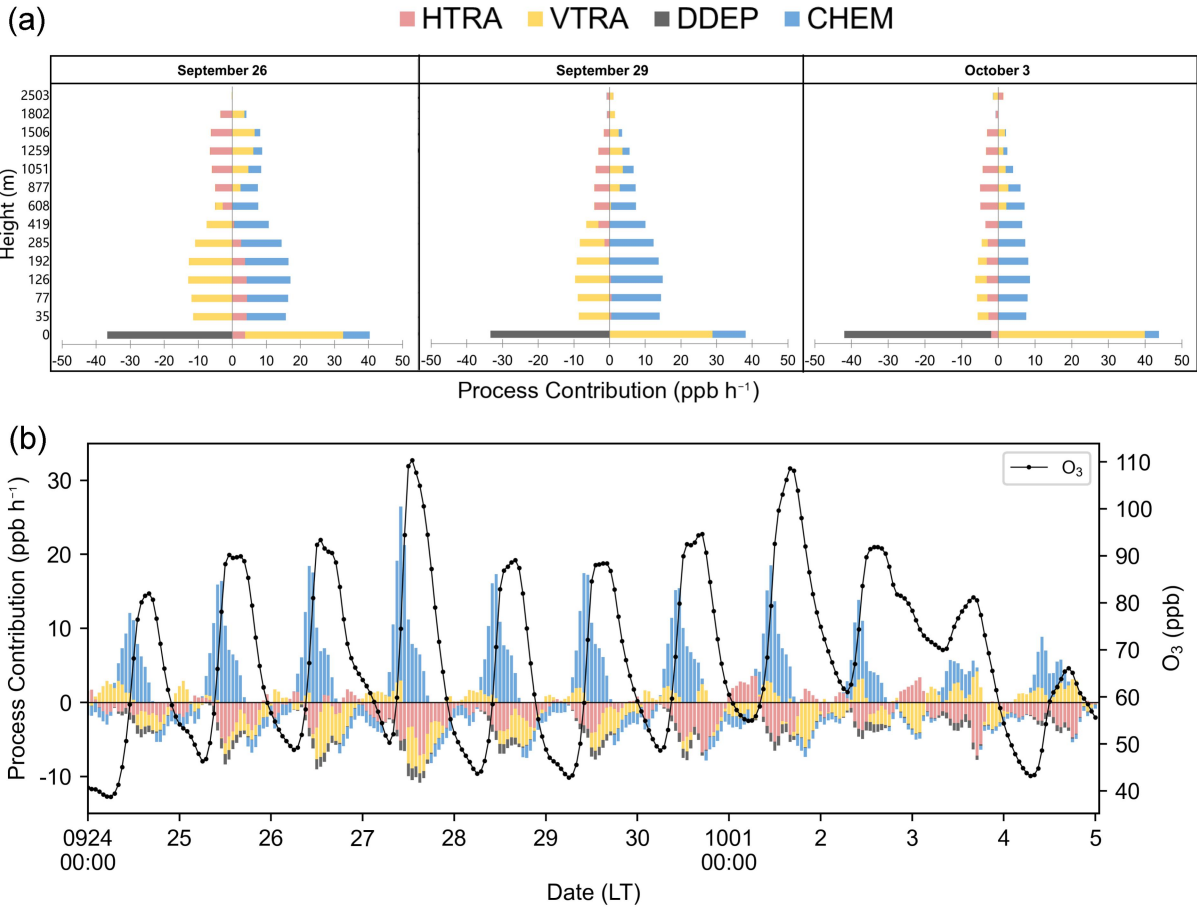 (a)
HTRA VTRA DDEP CHEM
September 26 September 29 October 3
Height (m)
2503
1802
1506
1259
1051
877
608
419
285
192
126
77
35
0
-50 -40 -30 -20 -10 0 10 20 30 40 50 -50 -40 -30 -20 -10 0 10 20 30 40 50 -50 -40 -30 -20 -10 0 10 20 30 40 50
Process Contribution (ppb h⁻¹)
(b)
Process Contribution (ppb h⁻¹)
30
20
10
0
-10
O₃
110
100
90
80
70
60
50
40
O₃ (ppb)
0924 25 26 27 28 29 30 1001 2 3 4 5
00:00 00:00
Date (LT)